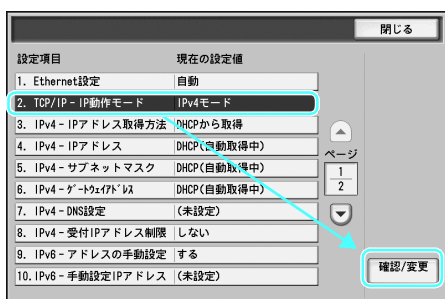 閉じる
設定項目 現在の設定値
1. Ethernet設定 自動
2. TCP/IP - IP動作モード IPv4モード
3. IPv4 - IPアドレス取得方法 DHCPから取得
4. IPv4 - IPアドレス DHCP(自動取得中)
5. IPv4 - サブネットマスク DHCP(自動取得中)
6. IPv4 - ゲートウェイアドレス DHCP(自動取得中)
7. IPv4 - DNS設定 (未設定)
8. IPv4 - 受付IPアドレス制限 しない
9. IPv6 - アドレスの手動設定 する
10. IPv6 - 手動設定IPアドレス (未設定)
ページ
1
2
確認/変更